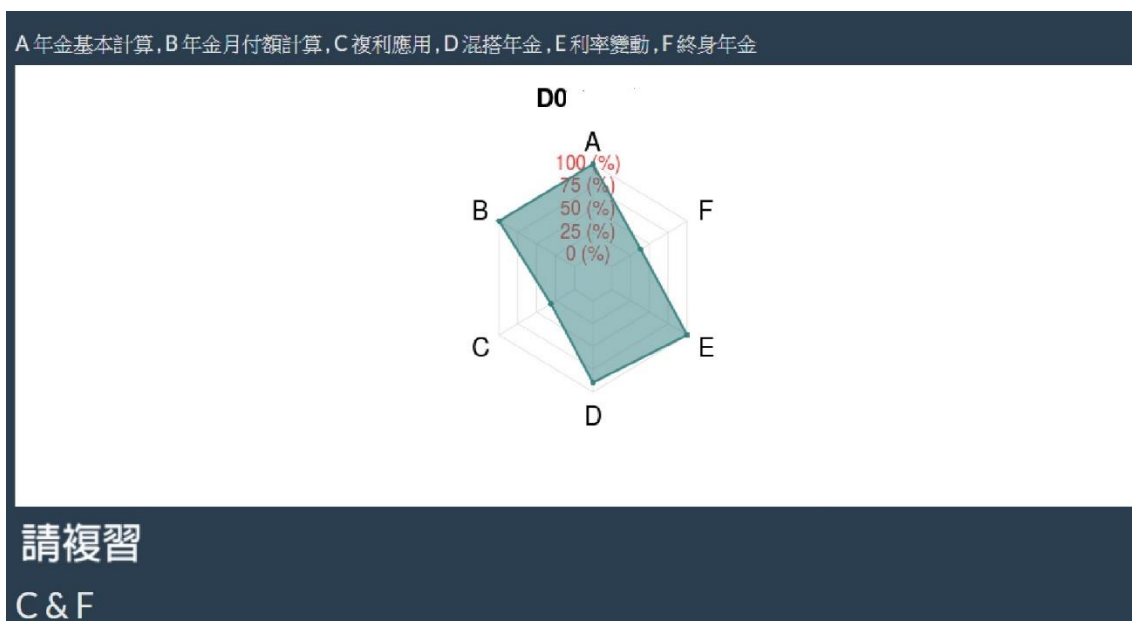 A 年金基本計算,B 年金月付額計算,C 複利應用,D 混搭年金,E 利率變動,F 終身年金
D0
A
100 (%)
75 (%)
B
50 (%)
F
25 (%)
0 (%)
C
E
D
請複習
C & F